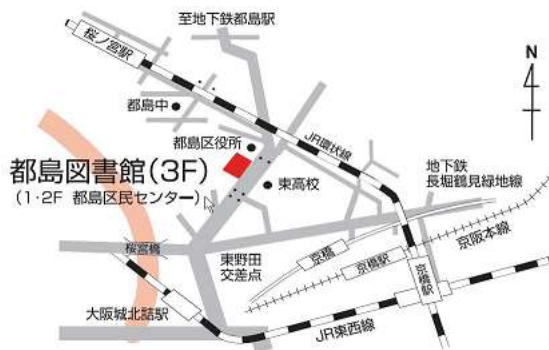 至地下鉄都島駅
桜ノ宮駅
N
都島中
都島区役所
JR環状線
都島図書館(3F)
(1・2F 都島区民センター)
東高校
地下鉄
長堀鶴見緑地線
京阪本線
桜宮橋
東野田
交差点
京橋
京橋駅
京橋駅
大阪城北詰駅
JR東西線